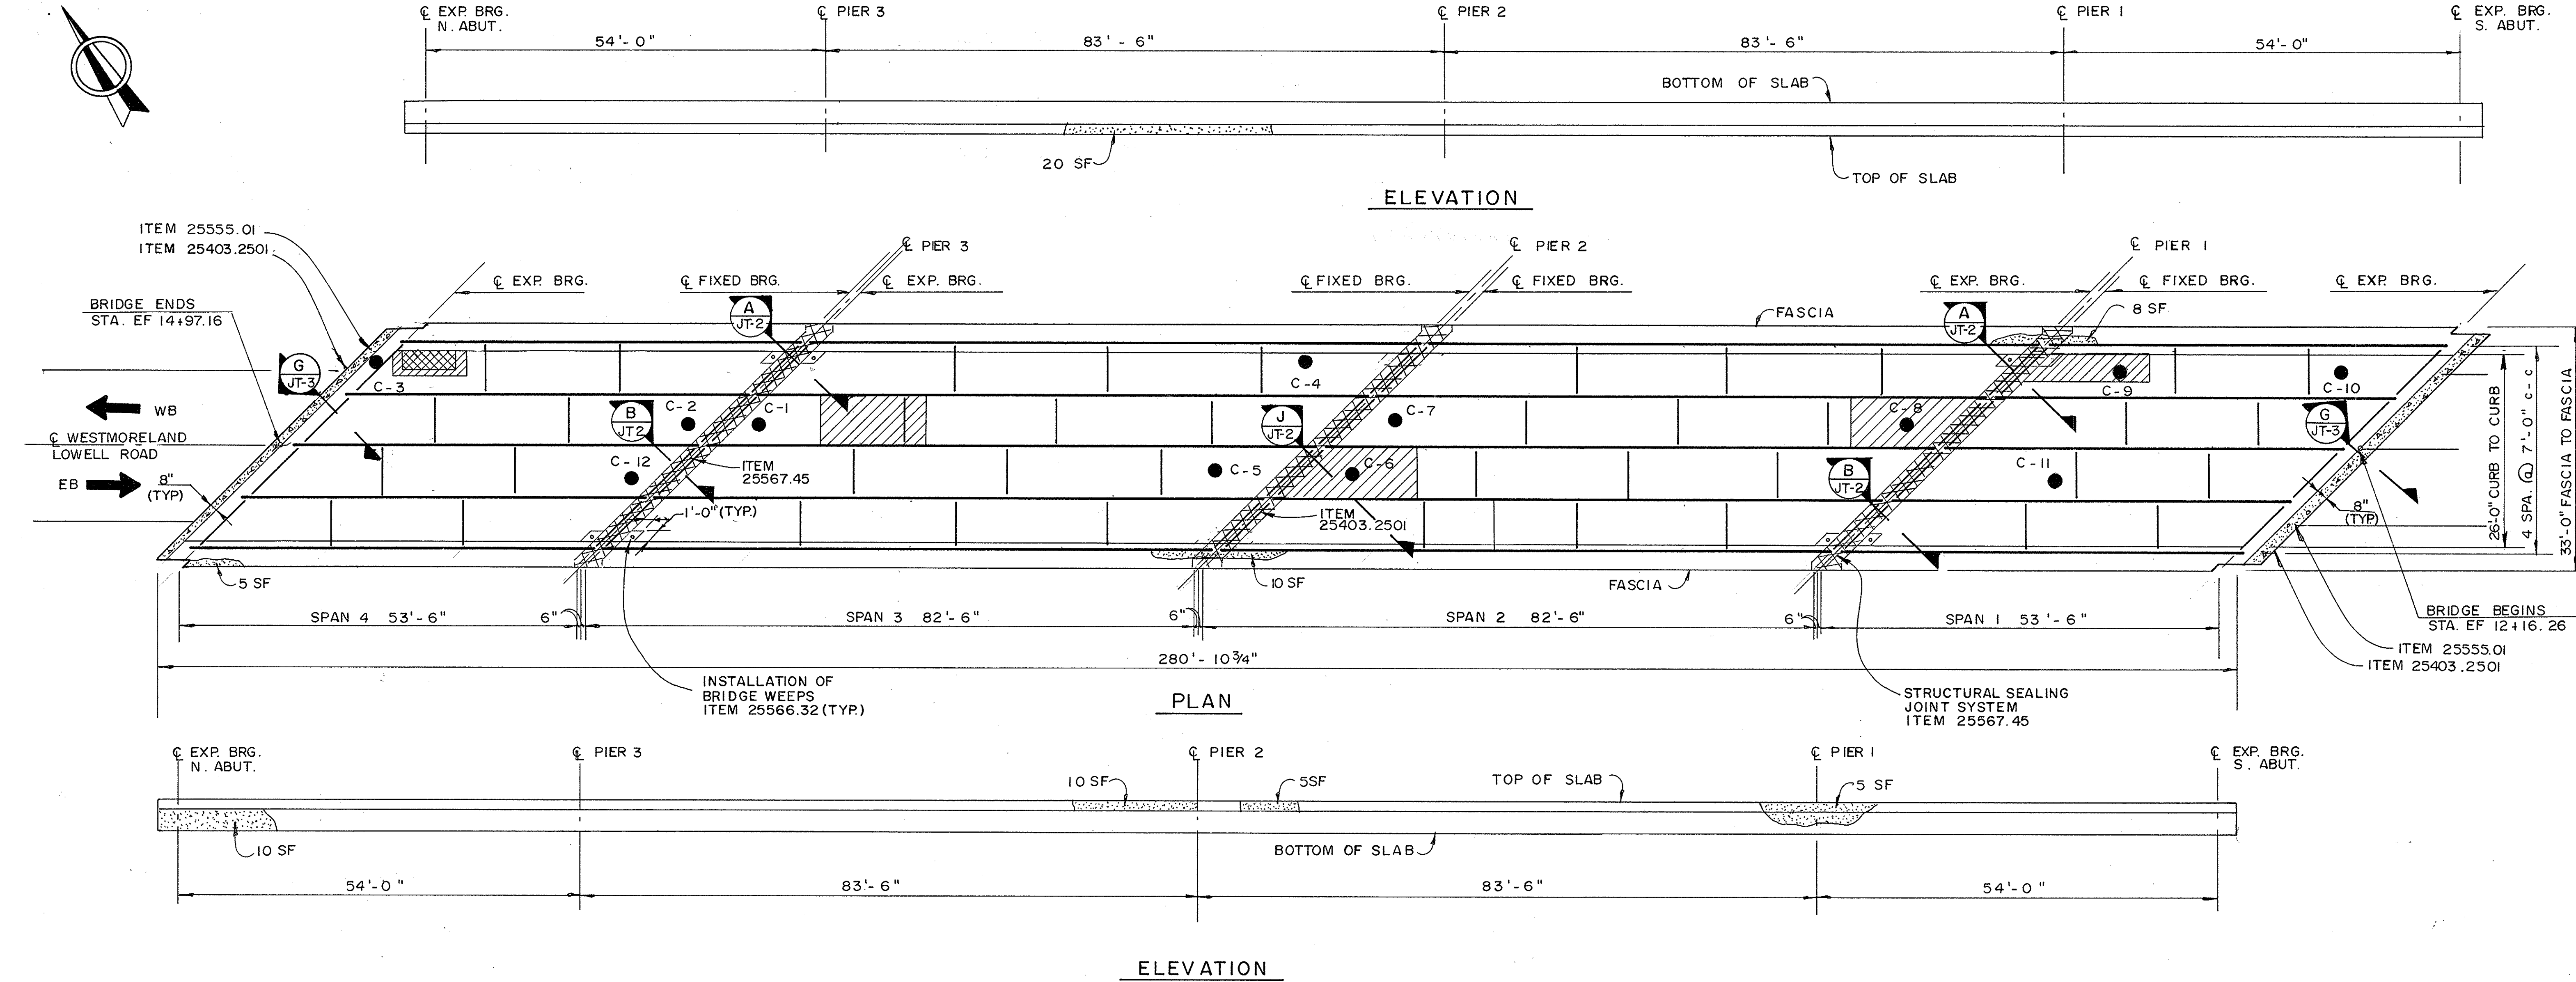 ℄ EXP. BRG.
N. ABUT.
℄ PIER 3
℄ PIER 2
℄ PIER 1
℄ EXP. BRG.
S. ABUT.
54'-0"
83'-6"
83'-6"
54'-0"
BOTTOM OF SLAB
20 SF
TOP OF SLAB
ELEVATION
ITEM 25555.01
ITEM 25403.2501
℄ PIER 3
℄ PIER 2
℄ PIER 1
℄ EXP. BRG.
℄ FIXED BRG.
℄ EXP. BRG.
℄ FIXED BRG.
℄ FIXED BRG.
℄ EXP. BRG.
℄ FIXED BRG.
℄ EXP. BRG.
BRIDGE ENDS
STA. EF 14+97.16
A
JT-2
A
JT-2
FASCIA
8 SF
G
JT-3
C-3
C-4
C-9
C-10
WB
C-2
C-1
B
JT2
J
JT-2
C-7
C-8
G
JT-3
℄ WESTMORELAND
LOWELL ROAD
EB
8"
(TYP)
C-12
ITEM
25567.45
C-5
C-6
B
JT-2
C-11
8"
(TYP)
26'-0" CURB TO CURB
4 SPA. @ 7'-0" c-c
33'-0" FASCIA TO FASCIA
1'-0" (TYP.)
ITEM
25403.2501
5 SF
10 SF
FASCIA
SPAN 4 53'-6"
6"
SPAN 3 82'-6"
6"
SPAN 2 82'-6"
6"
SPAN 1 53'-6"
BRIDGE BEGINS
STA. EF 12+16.26
ITEM 25555.01
ITEM 25403.2501
280'-10 3/4"
INSTALLATION OF
BRIDGE WEEPS
ITEM 25566.32 (TYP.)
PLAN
STRUCTURAL SEALING
JOINT SYSTEM
ITEM 25567.45
℄ EXP. BRG.
N. ABUT.
℄ PIER 3
℄ PIER 2
℄ PIER 1
℄ EXP. BRG.
S. ABUT.
10 SF
5SF
TOP OF SLAB
5 SF
10 SF
BOTTOM OF SLAB
54'-0"
83'-6"
83'-6"
54'-0"
ELEVATION